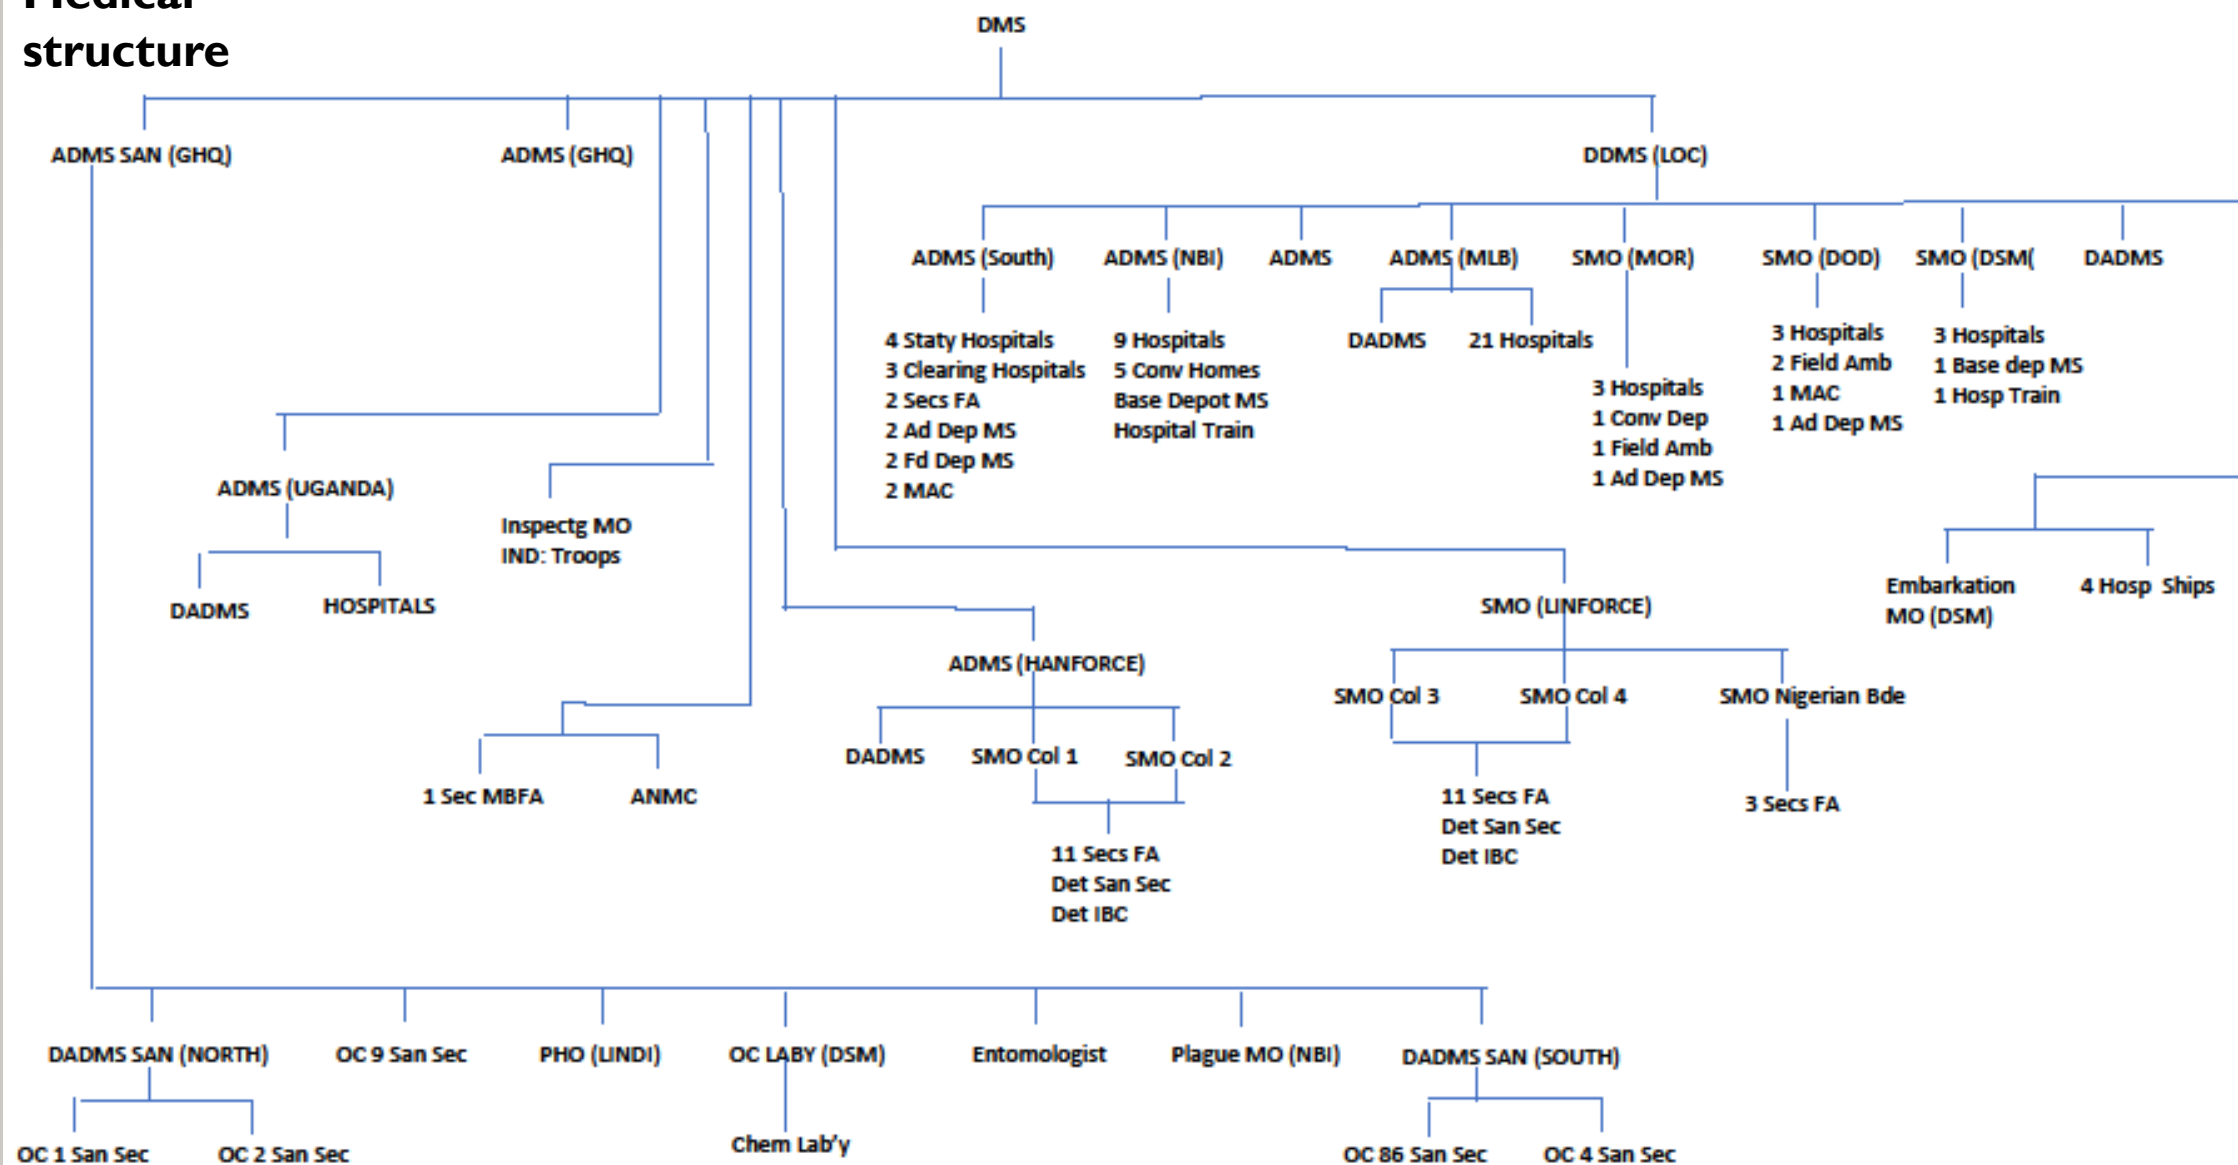 Medical
structure
DMS
ADMS SAN (GHQ)
ADMS (GHQ)
DDMS (LOC)
ADMS (South)
ADMS (NBI)
ADMS
ADMS (MLB)
SMO (MOR)
SMO (DOD)
SMO (DSM(
DADMS
4 Staty Hospitals
3 Clearing Hospitals
2 Secs FA
2 Ad Dep MS
2 Fd Dep MS
2 MAC
9 Hospitals
5 Conv Homes
Base Depot MS
Hospital Train
DADMS
21 Hospitals
3 Hospitals
1 Conv Dep
1 Field Amb
1 Ad Dep MS
3 Hospitals
2 Field Amb
1 MAC
1 Ad Dep MS
3 Hospitals
1 Base dep MS
1 Hosp Train
ADMS (UGANDA)
Inspectg MO
IND: Troops
DADMS
HOSPITALS
Embarkation
MO (DSM)
4 Hosp Ships
SMO (LINFORCE)
ADMS (HANFORCE)
SMO Col 3
SMO Col 4
SMO Nigerian Bde
DADMS
SMO Col 1
SMO Col 2
1 Sec MBFA
ANMC
11 Secs FA
Det San Sec
Det IBC
3 Secs FA
11 Secs FA
Det San Sec
Det IBC
DADMS SAN (NORTH)
OC 9 San Sec
PHO (LINDI)
OC LABY (DSM)
Entomologist
Plague MO (NBI)
DADMS SAN (SOUTH)
OC 1 San Sec
OC 2 San Sec
Chem Lab'y
OC 86 San Sec
OC 4 San Sec